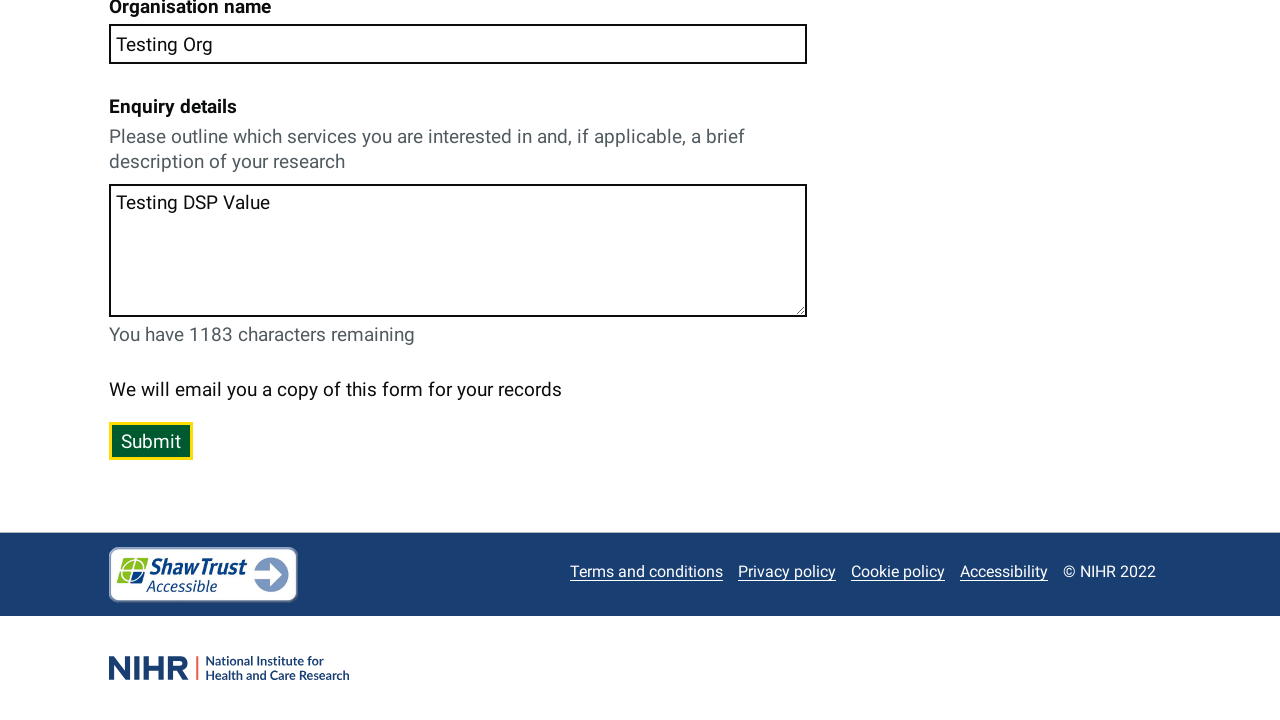 Organisation name
Testing Org
Enquiry details
Please outline which services you are interested in and, if applicable, a brief
description of your research
Testing DSP Value
You have 1183 characters remaining
We will email you a copy of this form for your records
Submit
Shaw Trust
Accessible
Terms and conditions Privacy policy Cookie policy Accessibility © NIHR 2022
NIHR | National Institute for
Health and Care Research